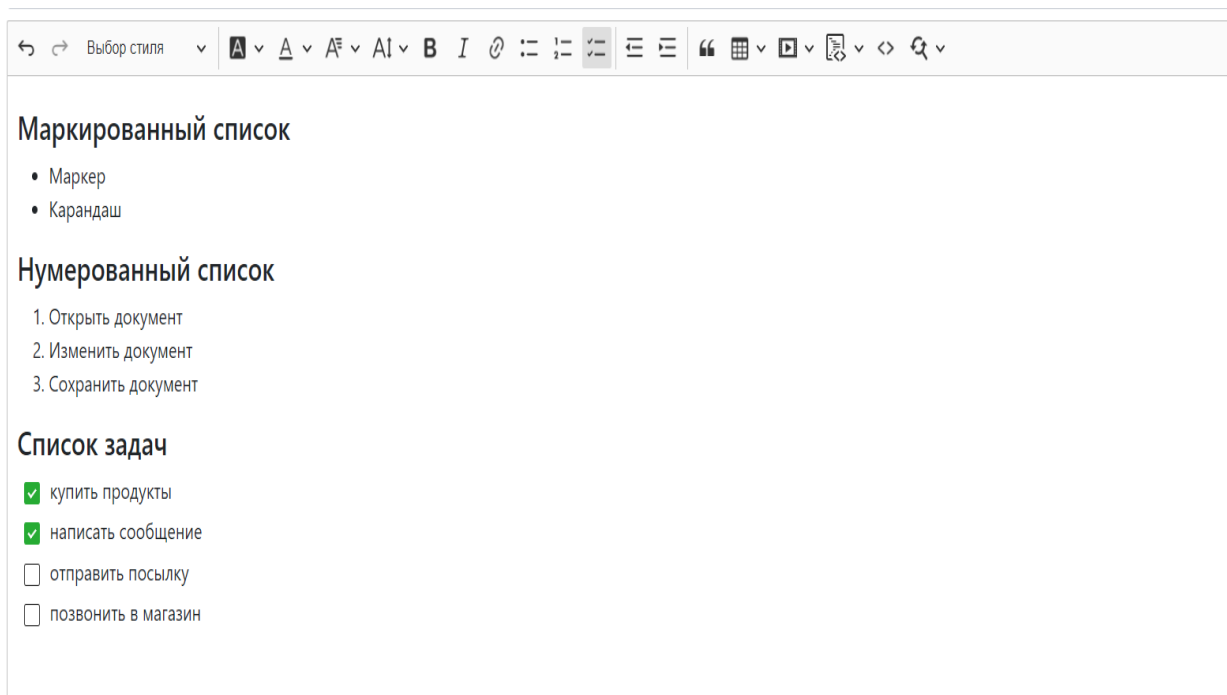 Выбор стиля
Маркированный список
• Маркер
• Карандаш
Нумерованный список
1. Открыть документ
2. Изменить документ
3. Сохранить документ
Список задач
купить продукты
написать сообщение
отправить посылку
позвонить в магазин